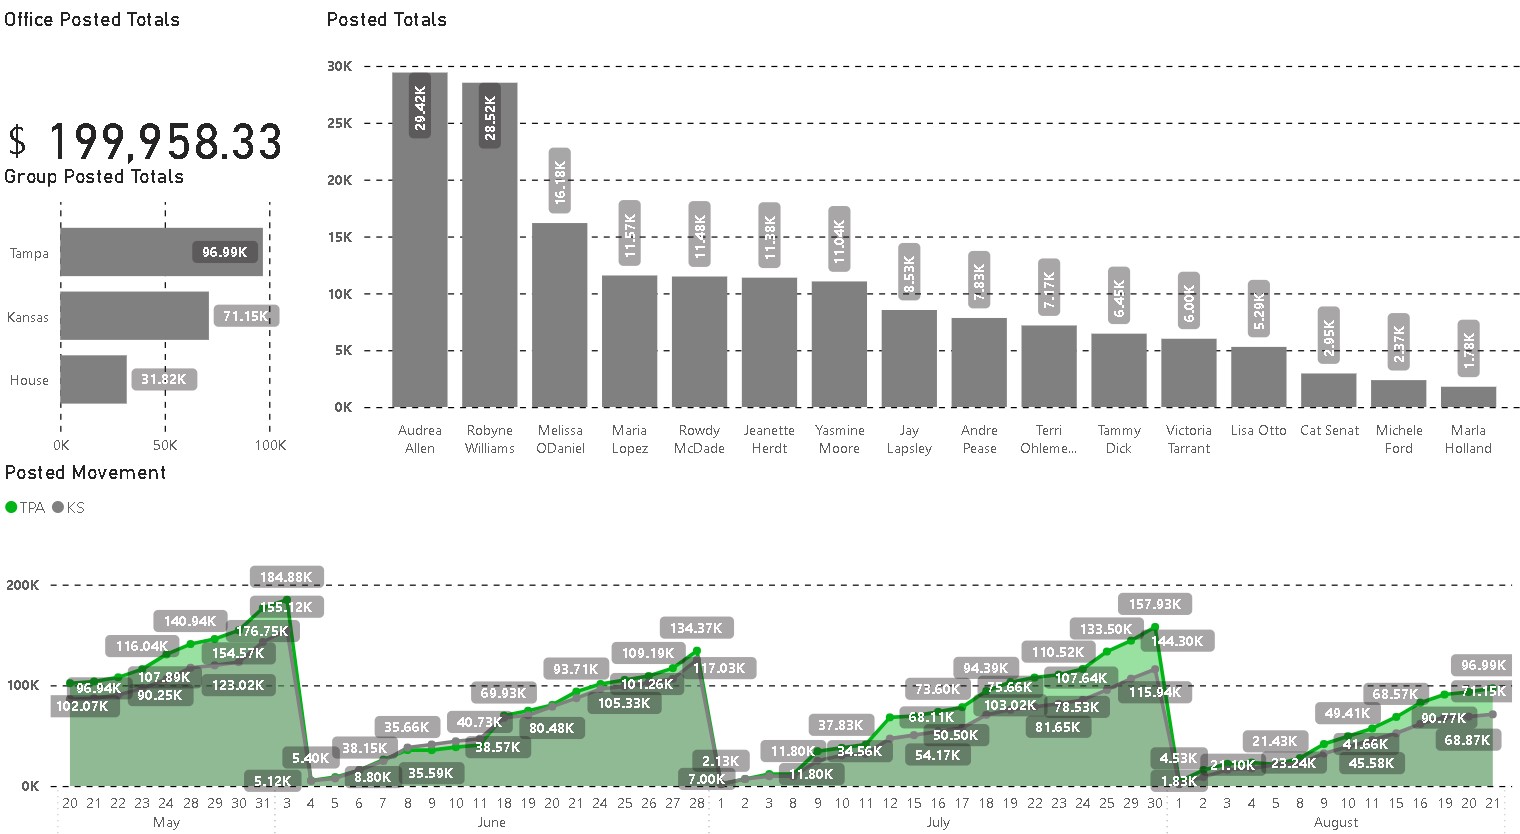 Office Posted Totals
$ 199,958.33
Group Posted Totals
Tampa 96.99K
Kansas 71.15K
House 31.82K
0K 50K 100K
Posted Totals
30K
25K
20K
15K
10K
5K
0K
29.42K 28.52K 16.18K 11.57K 11.48K 11.38K 11.04K 8.53K 7.83K 7.17K 6.45K 6.00K 5.29K 2.95K 2.37K 1.78K
Audrea Robyne Melissa Maria Rowdy Jeanette Yasmine Jay Andre Terri Tammy Victoria Lisa Otto Cat Senat Michele Marla
Allen Williams ODaniel Lopez McDade Herdt Moore Lapsley Pease Ohleme... Dick Tarrant Ford Holland
Posted Movement
TPA KS
200K
100K
0K
102.07K 96.94K 116.04K 107.89K 90.25K 140.94K 154.57K 123.02K 176.75K 184.88K 155.12K
5.12K 5.40K 38.15K 8.80K 35.66K 35.59K 40.73K 38.57K 69.93K 80.48K 93.71K 105.33K 109.19K 101.26K 134.37K 117.03K
7.00K 2.13K 11.80K 11.80K 37.83K 34.56K 73.60K 68.11K 54.17K 50.50K 94.39K 75.66K 103.02K 110.52K 81.65K 107.64K 78.53K 133.50K 157.93K 115.94K 144.30K
4.53K 1.83K 21.10K 21.43K 23.24K 49.41K 41.66K 45.58K 68.57K 90.77K 68.87K 96.99K 71.15K
20 21 22 23 24 28 29 30 31 3 4 5 6 7 8 9 10 11 18 19 20 21 24 25 26 27 28 1 2 3 8 9 10 11 12 15 16 17 18 19 22 23 24 25 29 30 1 2 3 4 5 8 9 10 11 15 16 19 20 21
May June July August